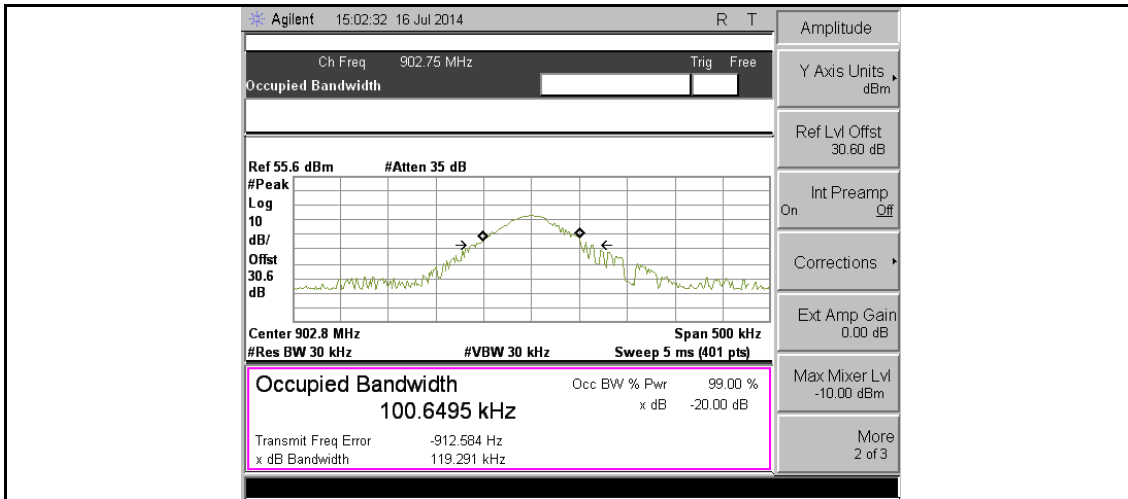 Agilent 15:02:32 16 Jul 2014 R T
Ch Freq 902.75 MHz Trig Free
Occupied Bandwidth
Ref 55.6 dBm #Atten 35 dB
#Peak
Log
10
dB/
Offst
30.6
dB
Center 902.8 MHz Span 500 kHz
#Res BW 30 kHz #VBW 30 kHz Sweep 5 ms (401 pts)
Occupied Bandwidth Occ BW % Pwr 99.00 %
100.6495 kHz x dB -20.00 dB
Transmit Freq Error -912.584 Hz
x dB Bandwidth 119.291 kHz
Amplitude
Y Axis Units
dBm
Ref Lvl Offst
30.60 dB
Int Preamp
On Off
Corrections
Ext Amp Gain
0.00 dB
Max Mixer Lvl
-10.00 dBm
More
2 of 3